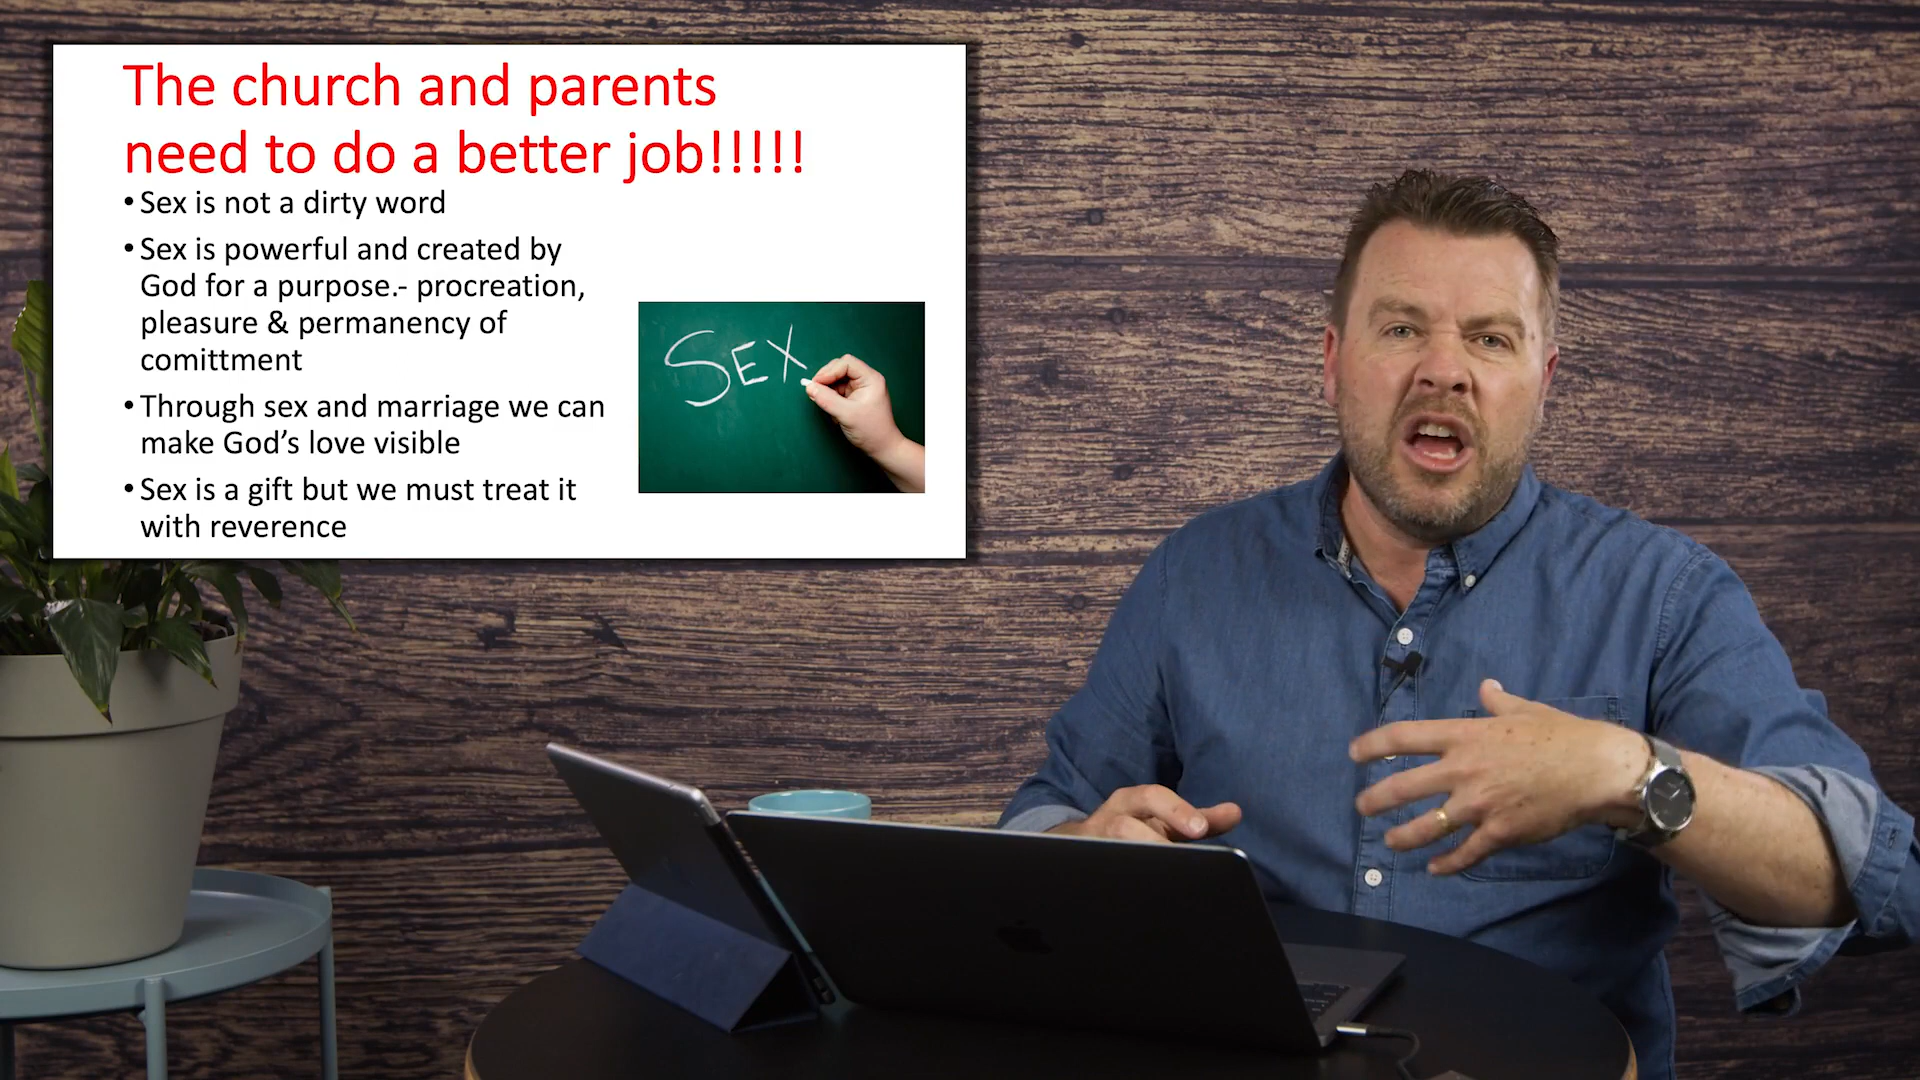 The church and parents
need to do a better job!!!!!
• Sex is not a dirty word
• Sex is powerful and created by
God for a purpose.- procreation,
pleasure & permanency of
comittment
• Through sex and marriage we can
make God's love visible
• Sex is a gift but we must treat it
with reverence
SEX